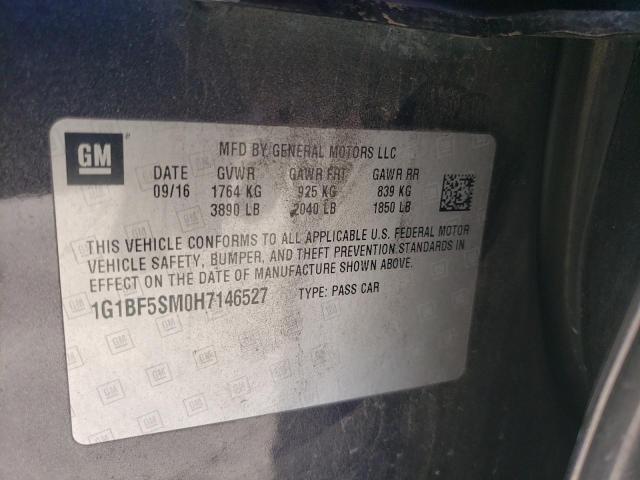 GM
MFD BY GENERAL MOTORS LLC
DATE GVWR GAWR FRT GAWR RR
09/16 1764 KG 925 KG 839 KG
3890 LB 2040 LB 1850 LB
THIS VEHICLE CONFORMS TO ALL APPLICABLE U.S. FEDERAL MOTOR
VEHICLE SAFETY, BUMPER, AND THEFT PREVENTION STANDARDS IN
EFFECT ON THE DATE OF MANUFACTURE SHOWN ABOVE.
1G1BF5SM0H7146527 TYPE: PASS CAR